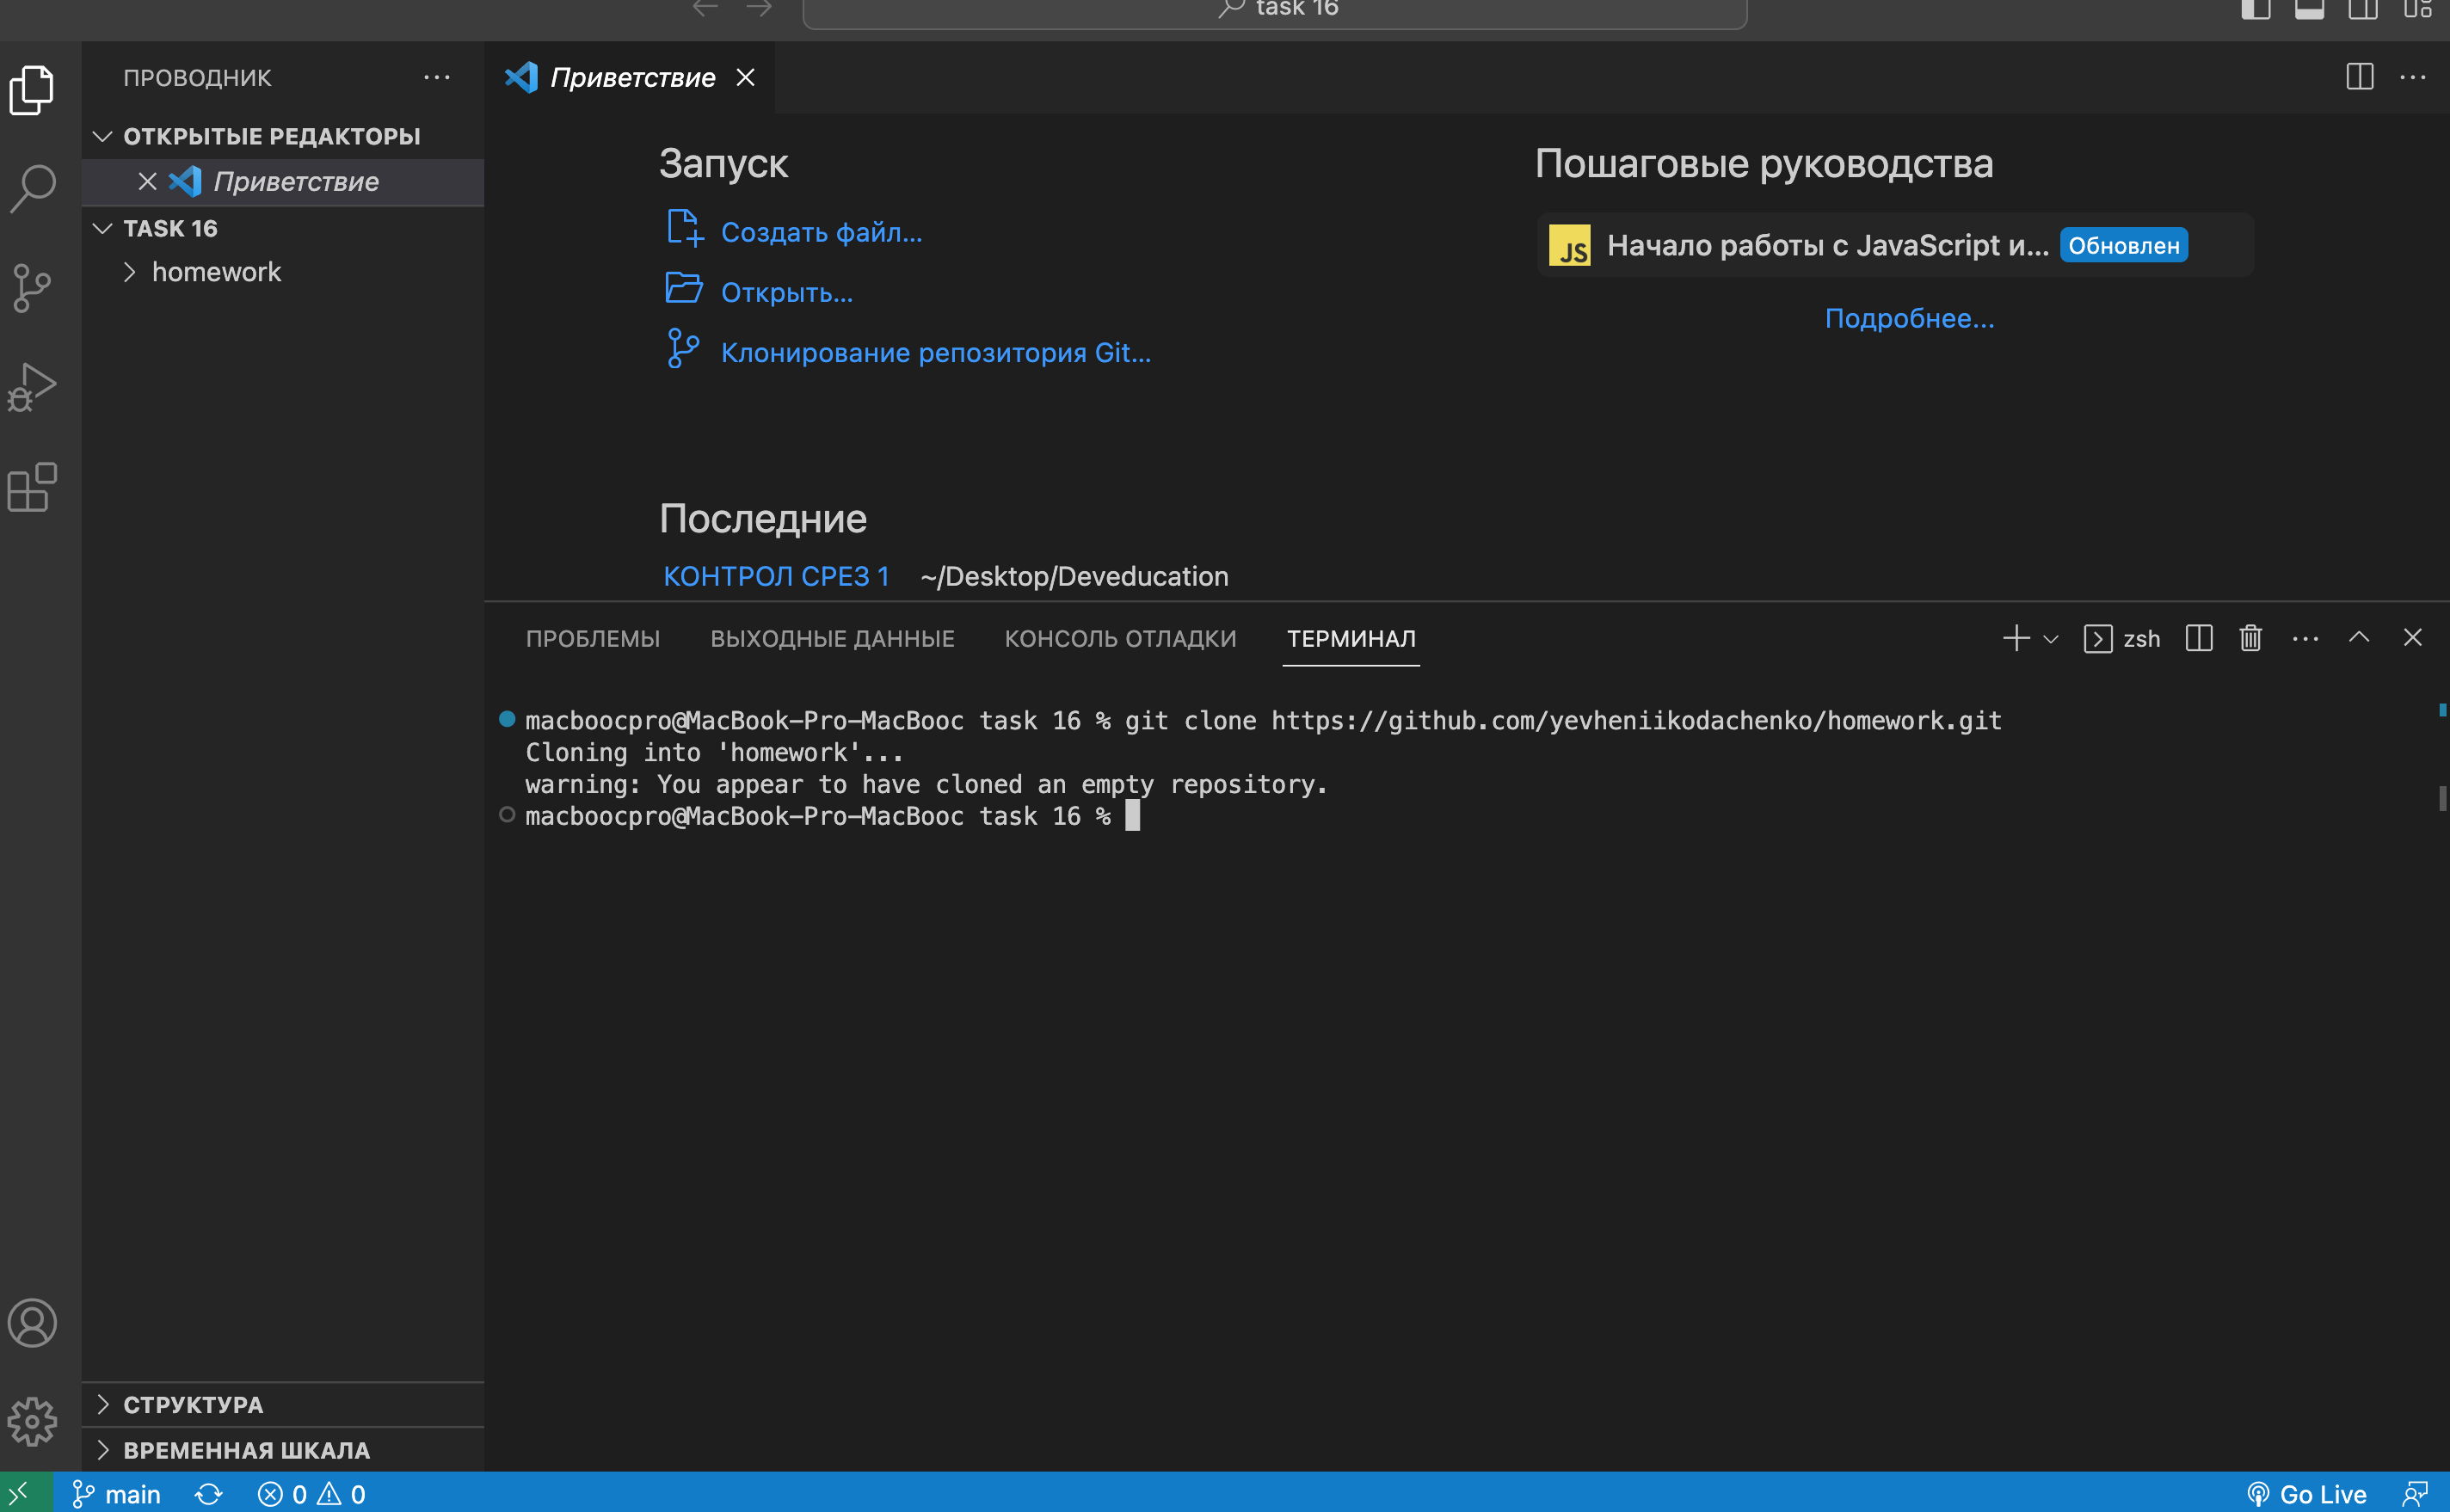 task 16
ПРОВОДНИК
ОТКРЫТЫЕ РЕДАКТОРЫ
Приветствие
TASK 16
homework
СТРУКТУРА
ВРЕМЕННАЯ ШКАЛА
Приветствие
Запуск
Создать файл...
Открыть...
Клонирование репозитория Git...
Последние
КОНТРОЛ СРЕЗ 1 ~/Desktop/Deveducation
Пошаговые руководства
JS Начало работы с JavaScript и... Обновлен
Подробнее...
ПРОБЛЕМЫ ВЫХОДНЫЕ ДАННЫЕ КОНСОЛЬ ОТЛАДКИ ТЕРМИНАЛ zsh
macboocpro@MacBook-Pro-MacBooc task 16 % git clone https://github.com/yevheniikodachenko/homework.git
Cloning into 'homework'...
warning: You appear to have cloned an empty repository.
macboocpro@MacBook-Pro-MacBooc task 16 %
main 0 0 Go Live